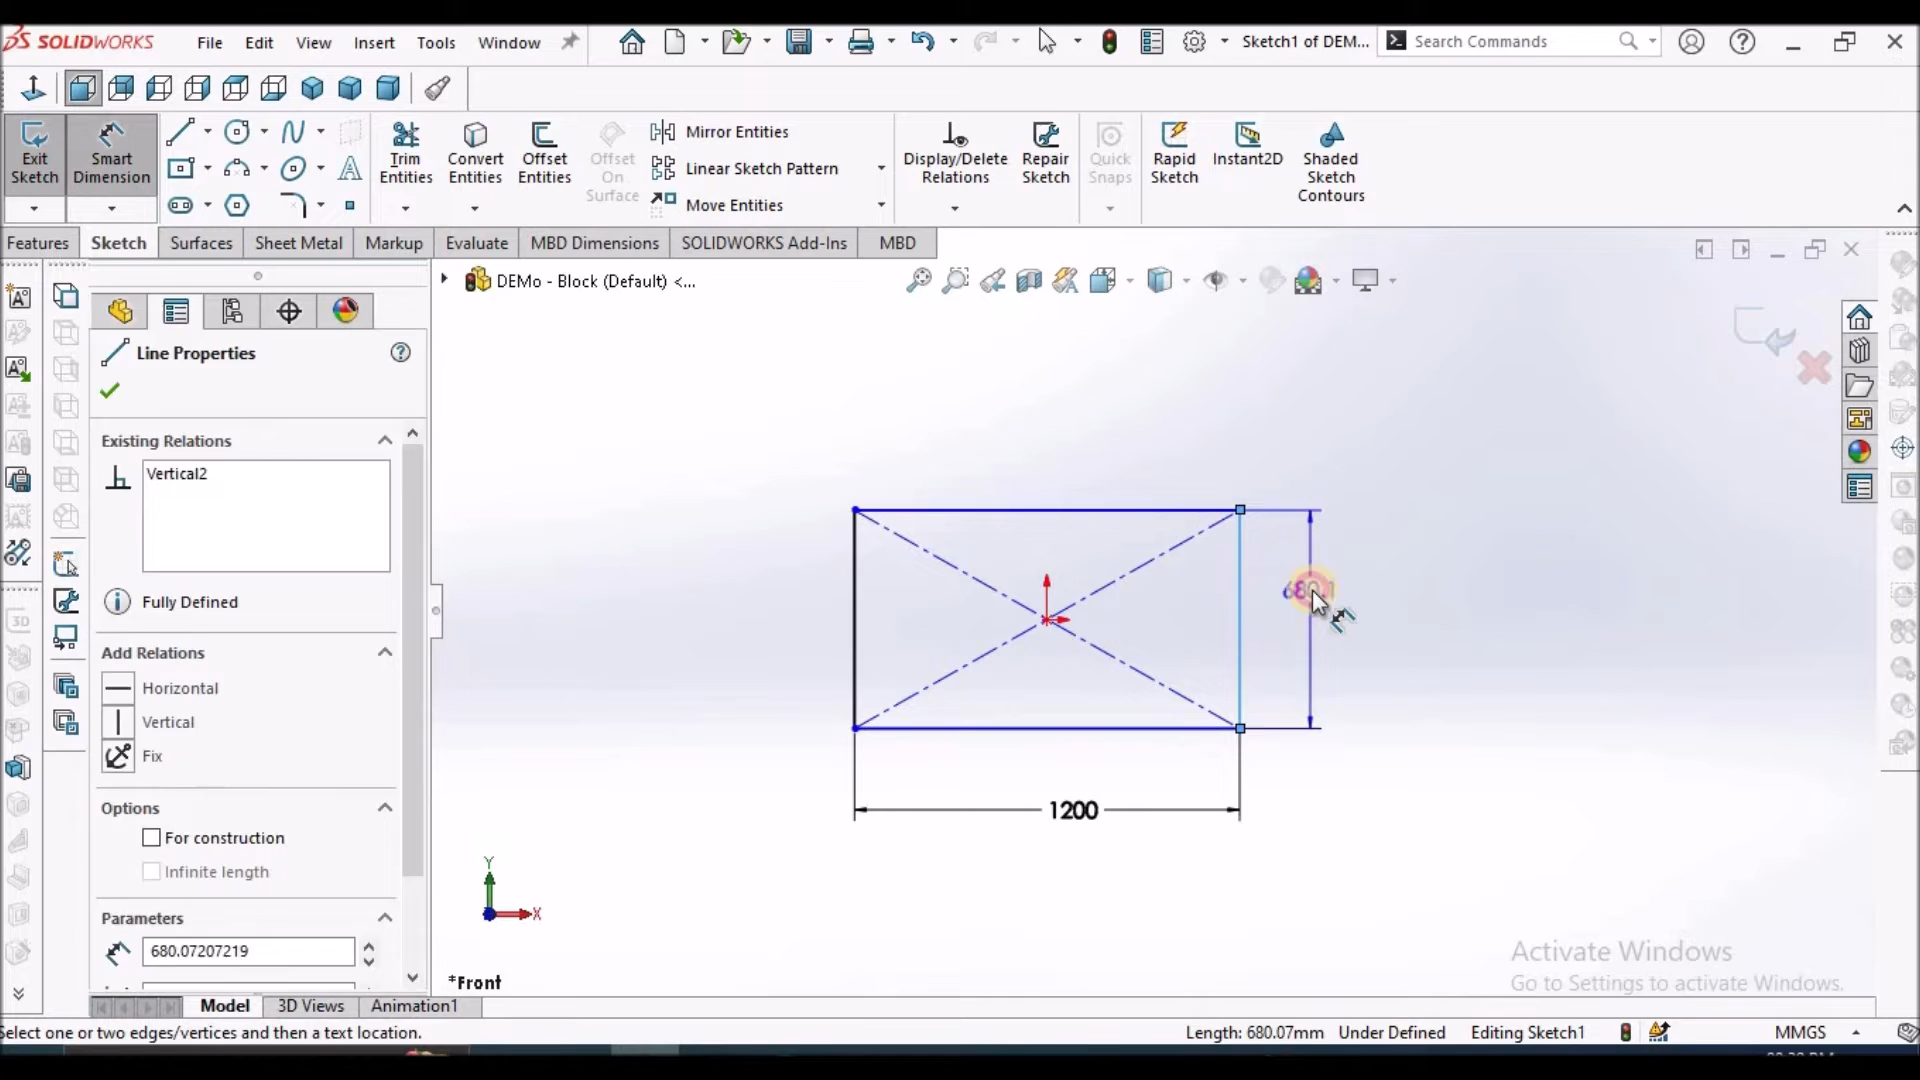 SOLIDWORKS File Edit View Insert Tools Window Sketch1 of DEM... Search Commands
Exit Sketch
Smart Dimension
Trim Entities
Convert Entities
Offset Entities
Offset On Surface
Mirror Entities
Linear Sketch Pattern
Move Entities
Display/Delete Relations
Repair Sketch
Quick Snaps
Rapid Sketch
Instant2D
Shaded Sketch Contours
Features Sketch Surfaces Sheet Metal Markup Evaluate MBD Dimensions SOLIDWORKS Add-Ins MBD
DEMo - Block (Default) <...
Line Properties
Existing Relations
Vertical2
Fully Defined
Add Relations
Horizontal
Vertical
Fix
Options
For construction
Infinite length
Parameters
680.07207219
1200
Y
X
*Front
Activate Windows
Go to Settings to activate Windows.
Model 3D Views Animation1
Select one or two edges/vertices and then a text location. Length: 680.07mm Under Defined Editing Sketch1 MMGS